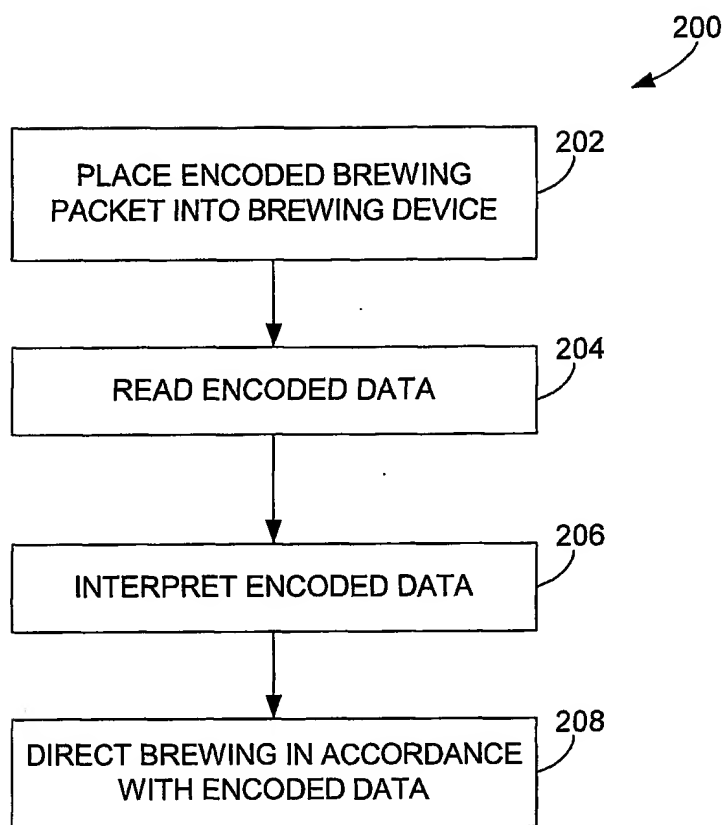 200
PLACE ENCODED BREWING
PACKET INTO BREWING DEVICE
202
READ ENCODED DATA
204
INTERPRET ENCODED DATA
206
DIRECT BREWING IN ACCORDANCE
WITH ENCODED DATA
208